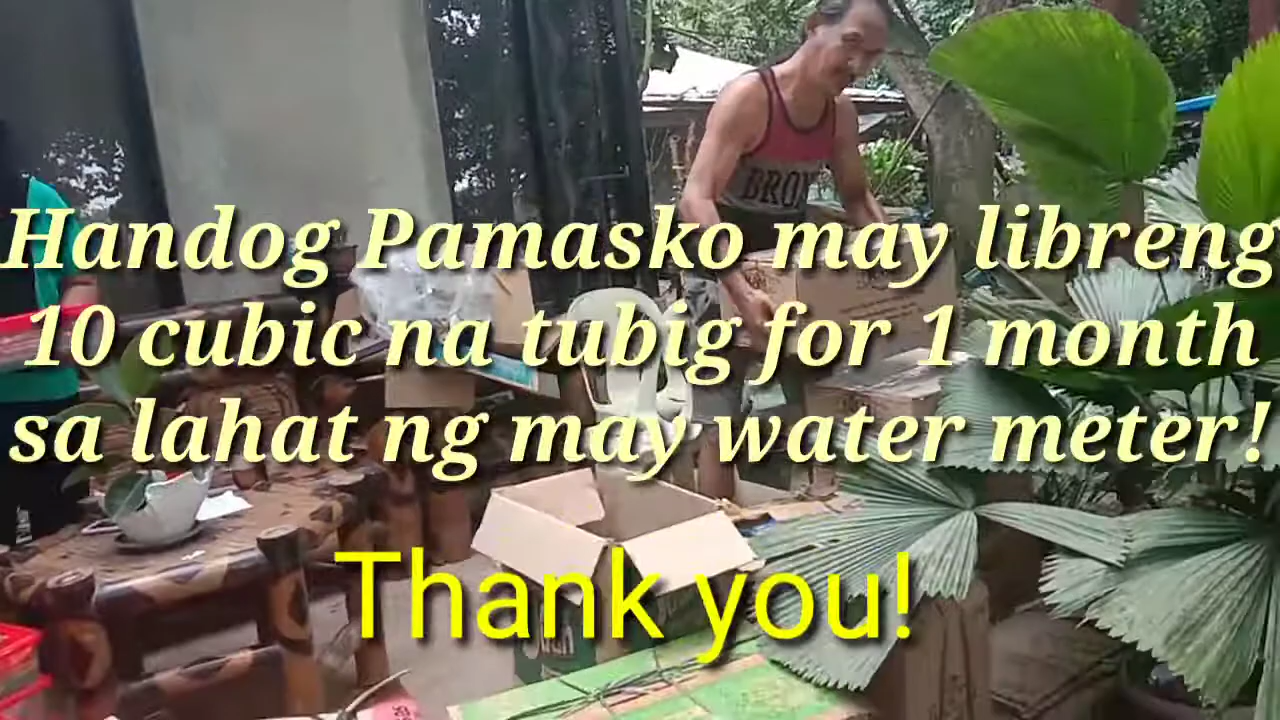 BRO
Handog Pamasko may libreng
10 cubic na tubig for 1 month
sa lahat ng may water meter!
Thank you!